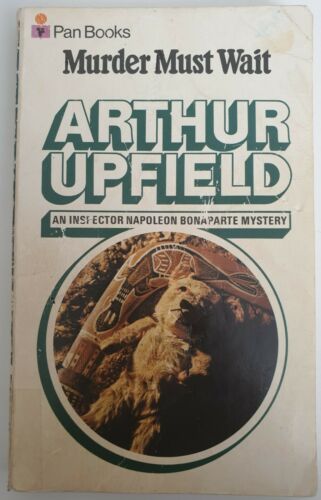 Pan Books
Murder Must Wait
ARTHUR
UPFIELD
AN INSPECTOR NAPOLEON BONAPARTE MYSTERY